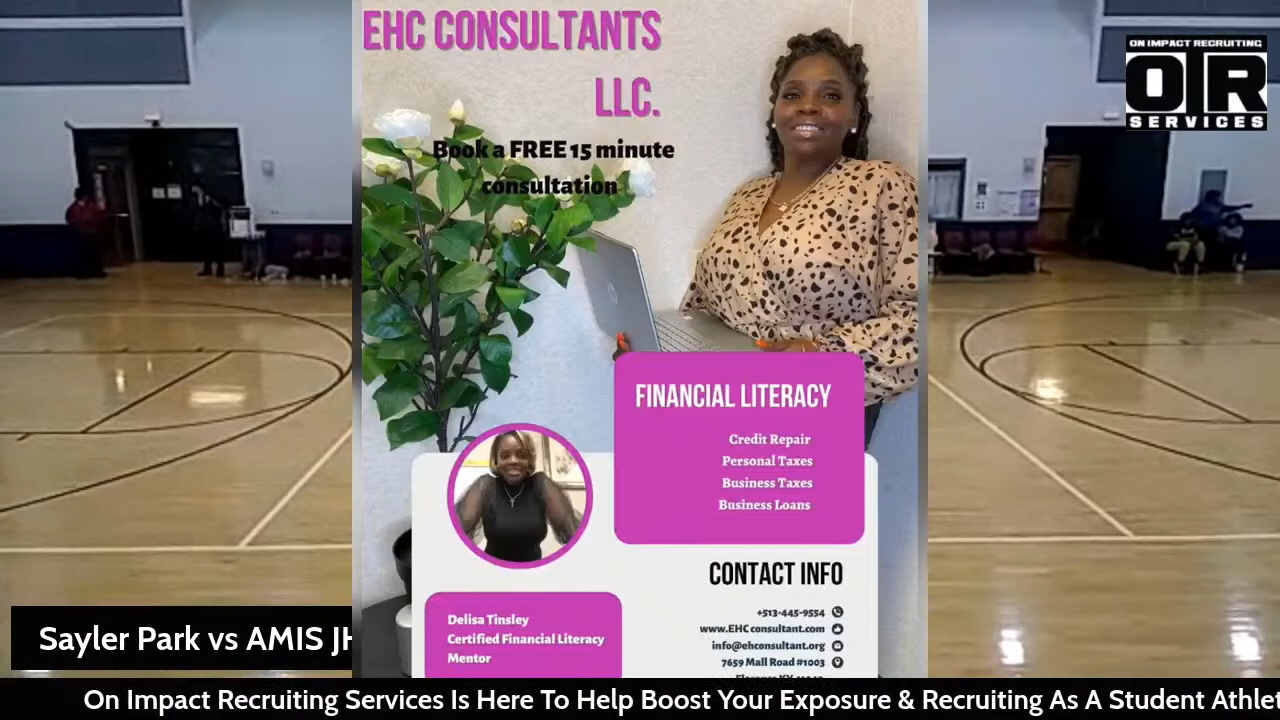 EHC CONSULTANTS
LLC.
Book a FREE 15 minute
consultation
ON IMPACT RECRUITING
OIR
SERVICES
FINANCIAL LITERACY
Credit Repair
Personal Taxes
Business Taxes
Business Loans
CONTACT INFO
+513-445-9554
www.EHCconsultant.com
info@ehconsultant.org
7659 Mall Road #1003
Delisa Tinsley
Certified Financial Literacy
Mentor
Sayler Park vs AMIS JH
On Impact Recruiting Services Is Here To Help Boost Your Exposure & Recruiting As A Student Athlet